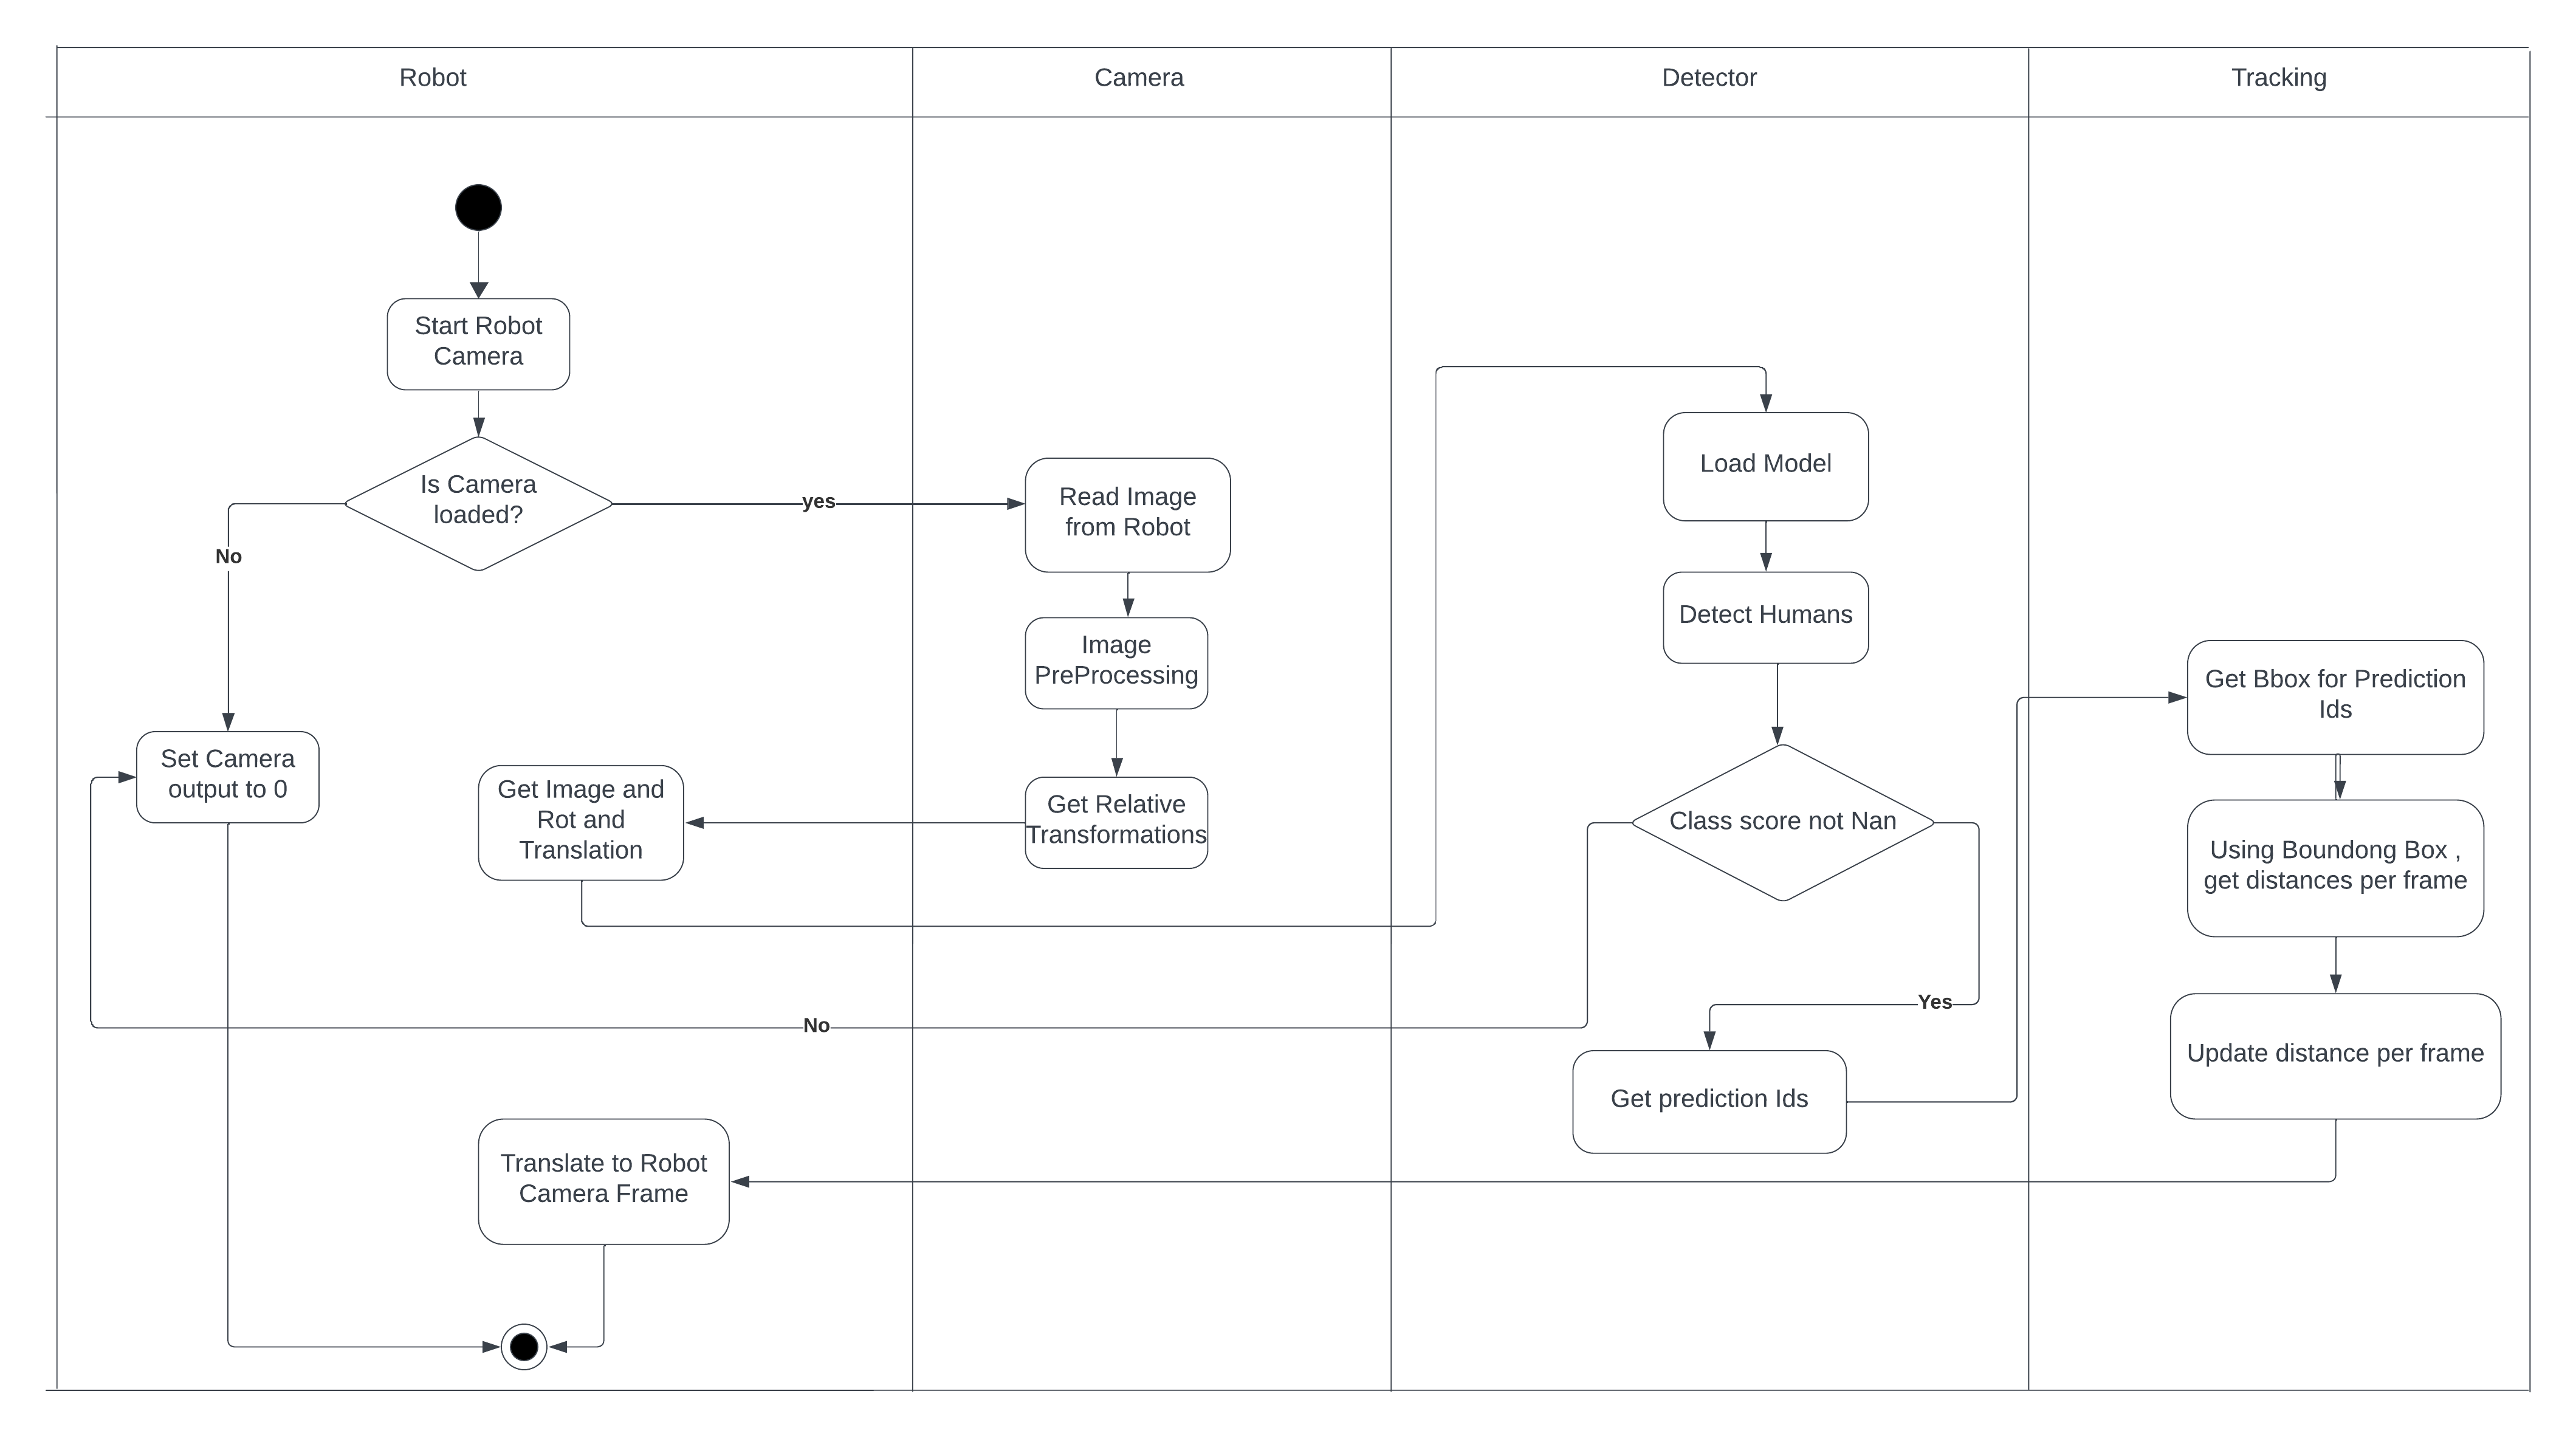 Robot
Camera
Detector
Tracking
Start Robot
Camera
Is Camera
loaded?
yes
No
Read Image
from Robot
Image
PreProcessing
Get Relative
Transformations
Set Camera
output to 0
Get Image and
Rot and
Translation
Load Model
Detect Humans
Class score not Nan
No
Yes
Get prediction Ids
Get Bbox for Prediction
Ids
Using Boundong Box ,
get distances per frame
Update distance per frame
Translate to Robot
Camera Frame